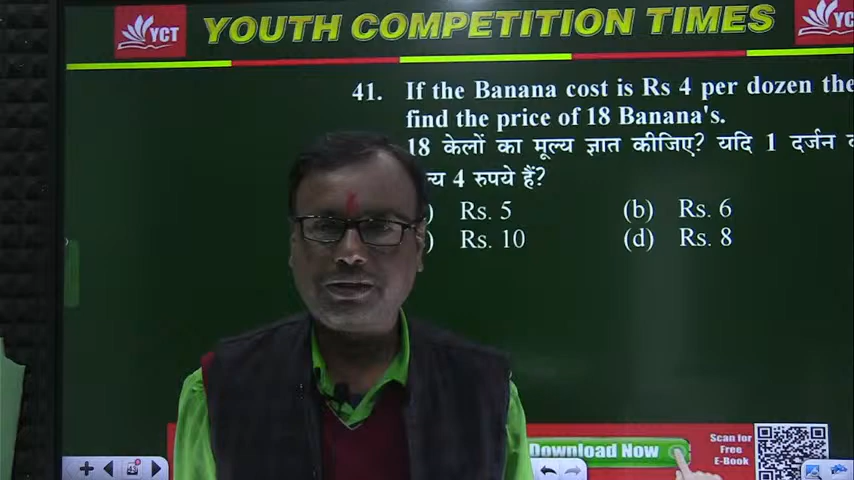 YCT
YOUTH COMPETITION TIMES
41. If the Banana cost is Rs 4 per dozen the
find the price of 18 Banana's.
18 केलों का मूल्य ज्ञात कीजिए? यदि 1 दर्जन
4 रुपये हैं?
Rs. 5 (b) Rs. 6
Rs. 10 (d) Rs. 8
Download Now
Scan for
Free
E-Book